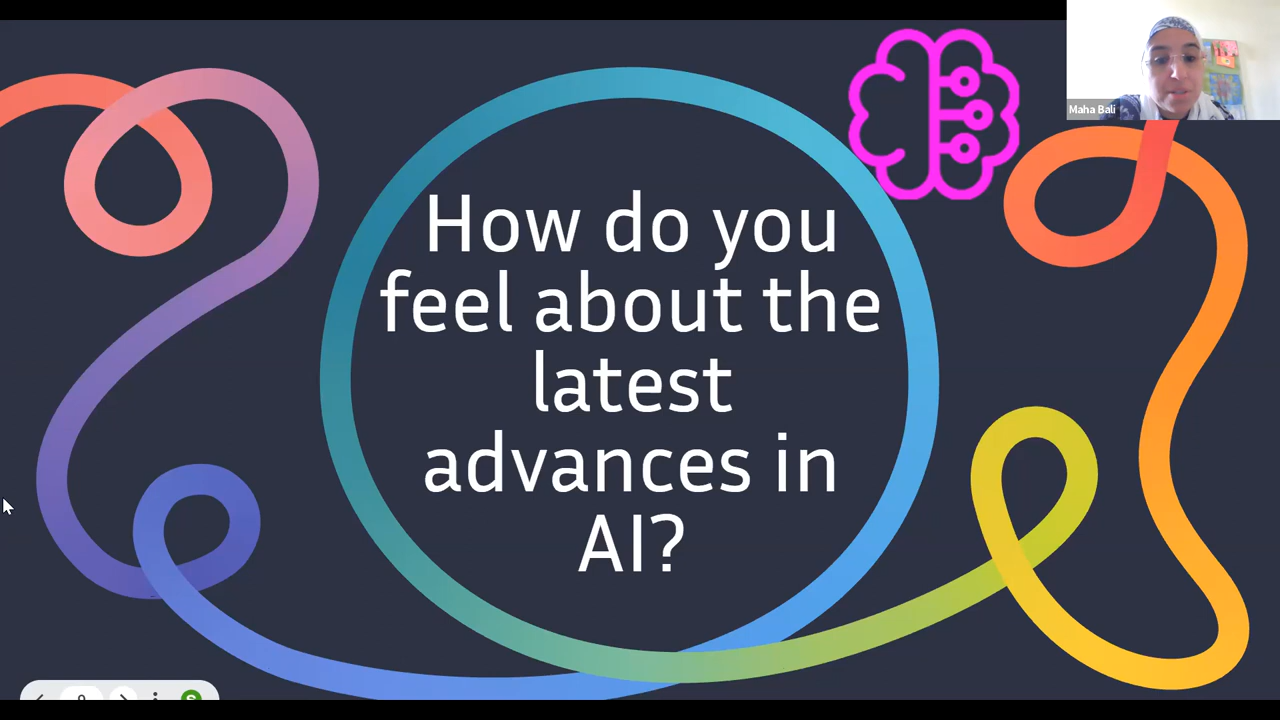 Maha Bali
How do you
feel about the
latest
advances in
AI?